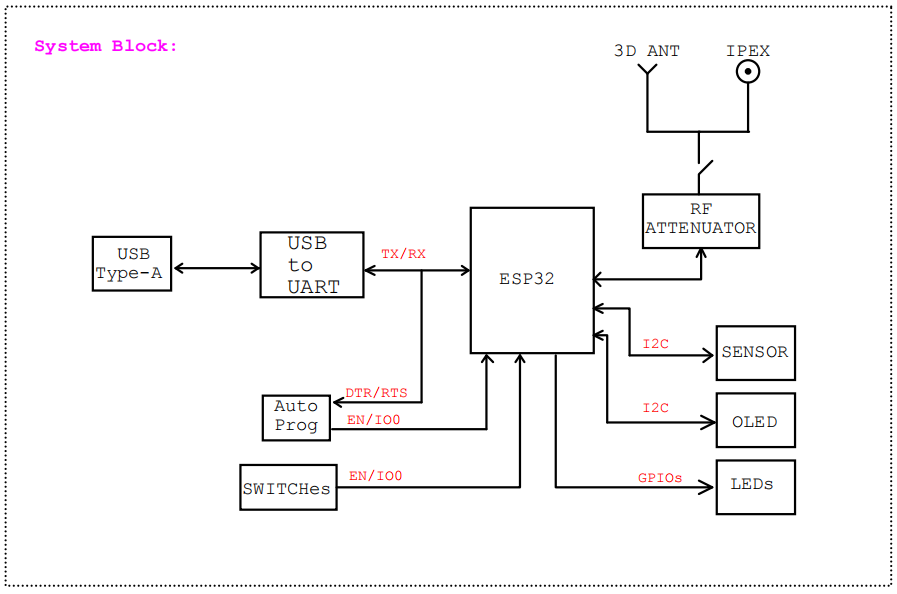 System Block:
3D ANT
IPEX
RF
ATTENUATOR
USB
Type-A
USB
to
UART
TX/RX
ESP32
I2C
SENSOR
DTR/RTS
Auto
Prog
EN/IO0
I2C
OLED
SWITCHes
EN/IO0
GPIOs
LEDs